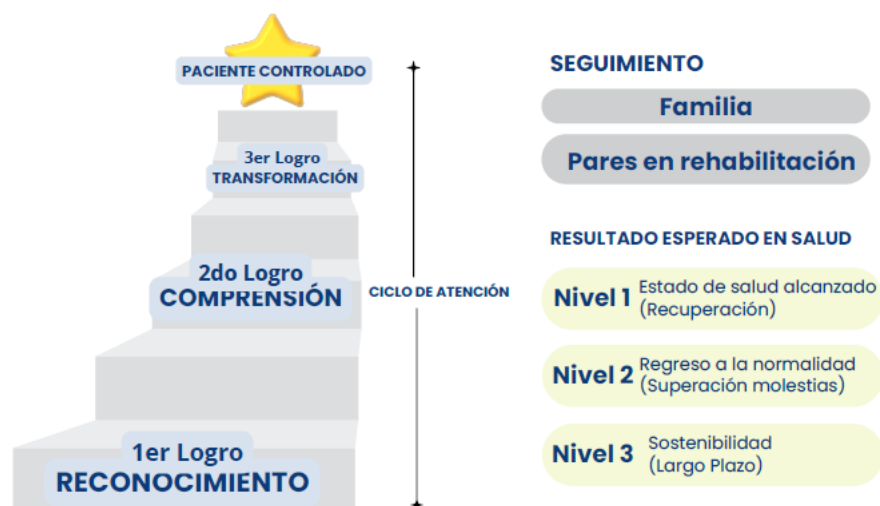 PACIENTE CONTROLADO
3er Logro
TRANSFORMACIÓN
2do Logro
COMPRENSIÓN
1er Logro
RECONOCIMIENTO
CICLO DE ATENCIÓN
SEGUIMIENTO
Familia
Pares en rehabilitación
RESULTADO ESPERADO EN SALUD
Nivel 1 Estado de salud alcanzado
(Recuperación)
Nivel 2 Regreso a la normalidad
(Superación molestias)
Nivel 3 Sostenibilidad
(Largo Plazo)